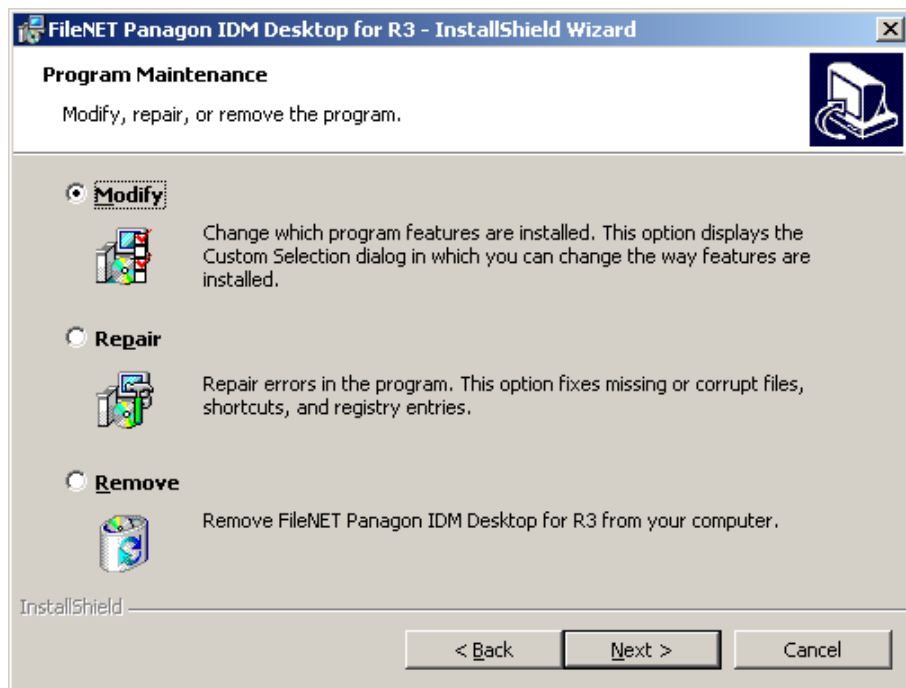 FileNET Panagon IDM Desktop for R3 - InstallShield Wizard
Program Maintenance
Modify, repair, or remove the program.
Modify
Change which program features are installed. This option displays the
Custom Selection dialog in which you can change the way features are
installed.
Repair
Repair errors in the program. This option fixes missing or corrupt files,
shortcuts, and registry entries.
Remove
Remove FileNET Panagon IDM Desktop for R3 from your computer.
InstallShield
< Back
Next >
Cancel